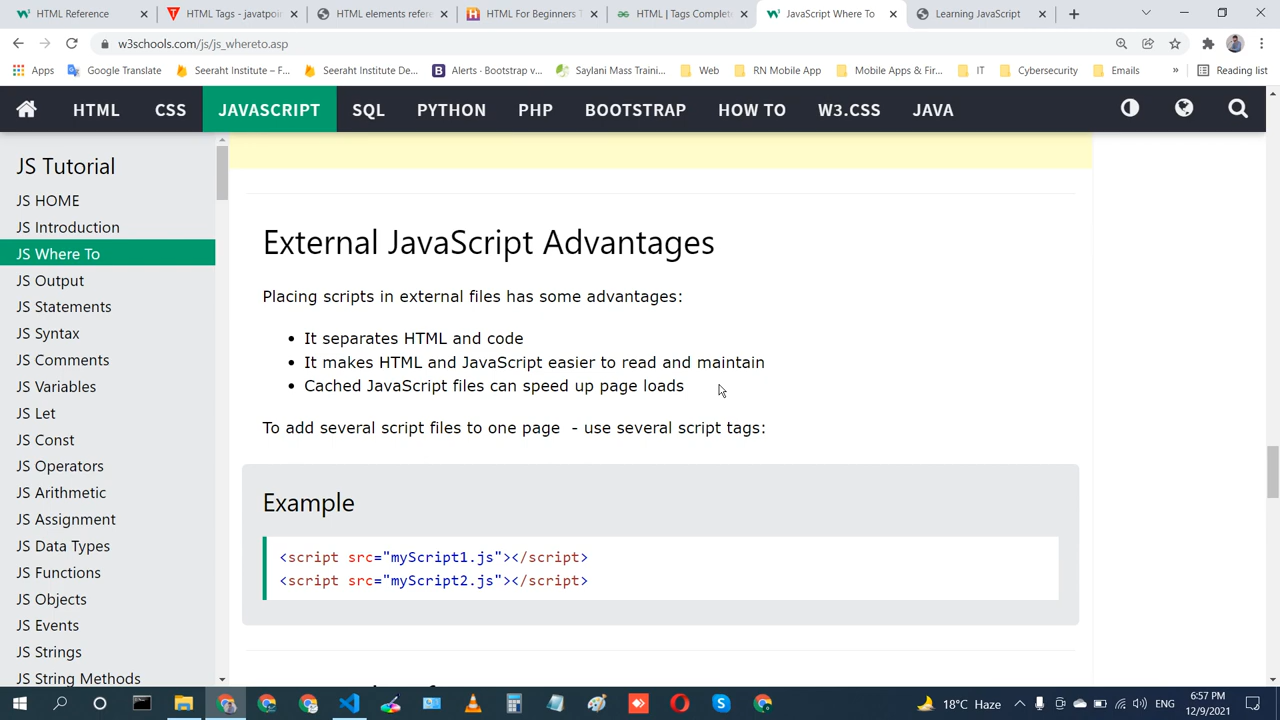 HTML Reference
HTML Tags - javatpoint
HTML elements refere
HTML For Beginners T
HTML | Tags Complete
JavaScript Where To
Learning JavaScript
w3schools.com/js/js_whereto.asp
Apps
Google Translate
Seeraht Institute – F...
Seeraht Institute De...
Alerts · Bootstrap v...
Saylani Mass Traini...
Web
RN Mobile App
Mobile Apps & Fir...
IT
Cybersecurity
Emails
»
Reading list
HTML CSS JAVASCRIPT SQL PYTHON PHP BOOTSTRAP HOW TO W3.CSS JAVA
JS Tutorial
JS HOME
JS Introduction
JS Where To
JS Output
JS Statements
JS Syntax
JS Comments
JS Variables
JS Let
JS Const
JS Operators
JS Arithmetic
JS Assignment
JS Data Types
JS Functions
JS Objects
JS Events
JS Strings
JS String Methods
External JavaScript Advantages
Placing scripts in external files has some advantages:
• It separates HTML and code
• It makes HTML and JavaScript easier to read and maintain
• Cached JavaScript files can speed up page loads
To add several script files to one page - use several script tags:
Example
<script src="myScript1.js"></script>
<script src="myScript2.js"></script>
18°C Haze
ENG
6:57 PM
12/9/2021